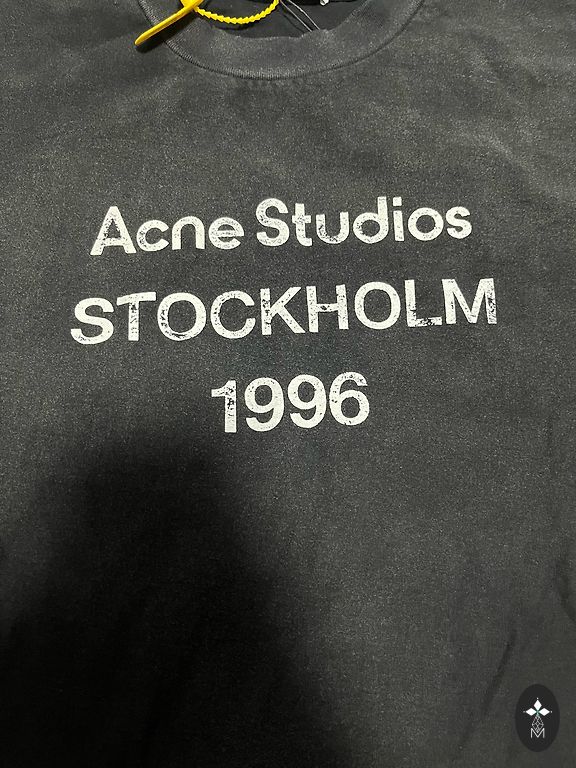 Acne Studios
STOCKHOLM
1996
M